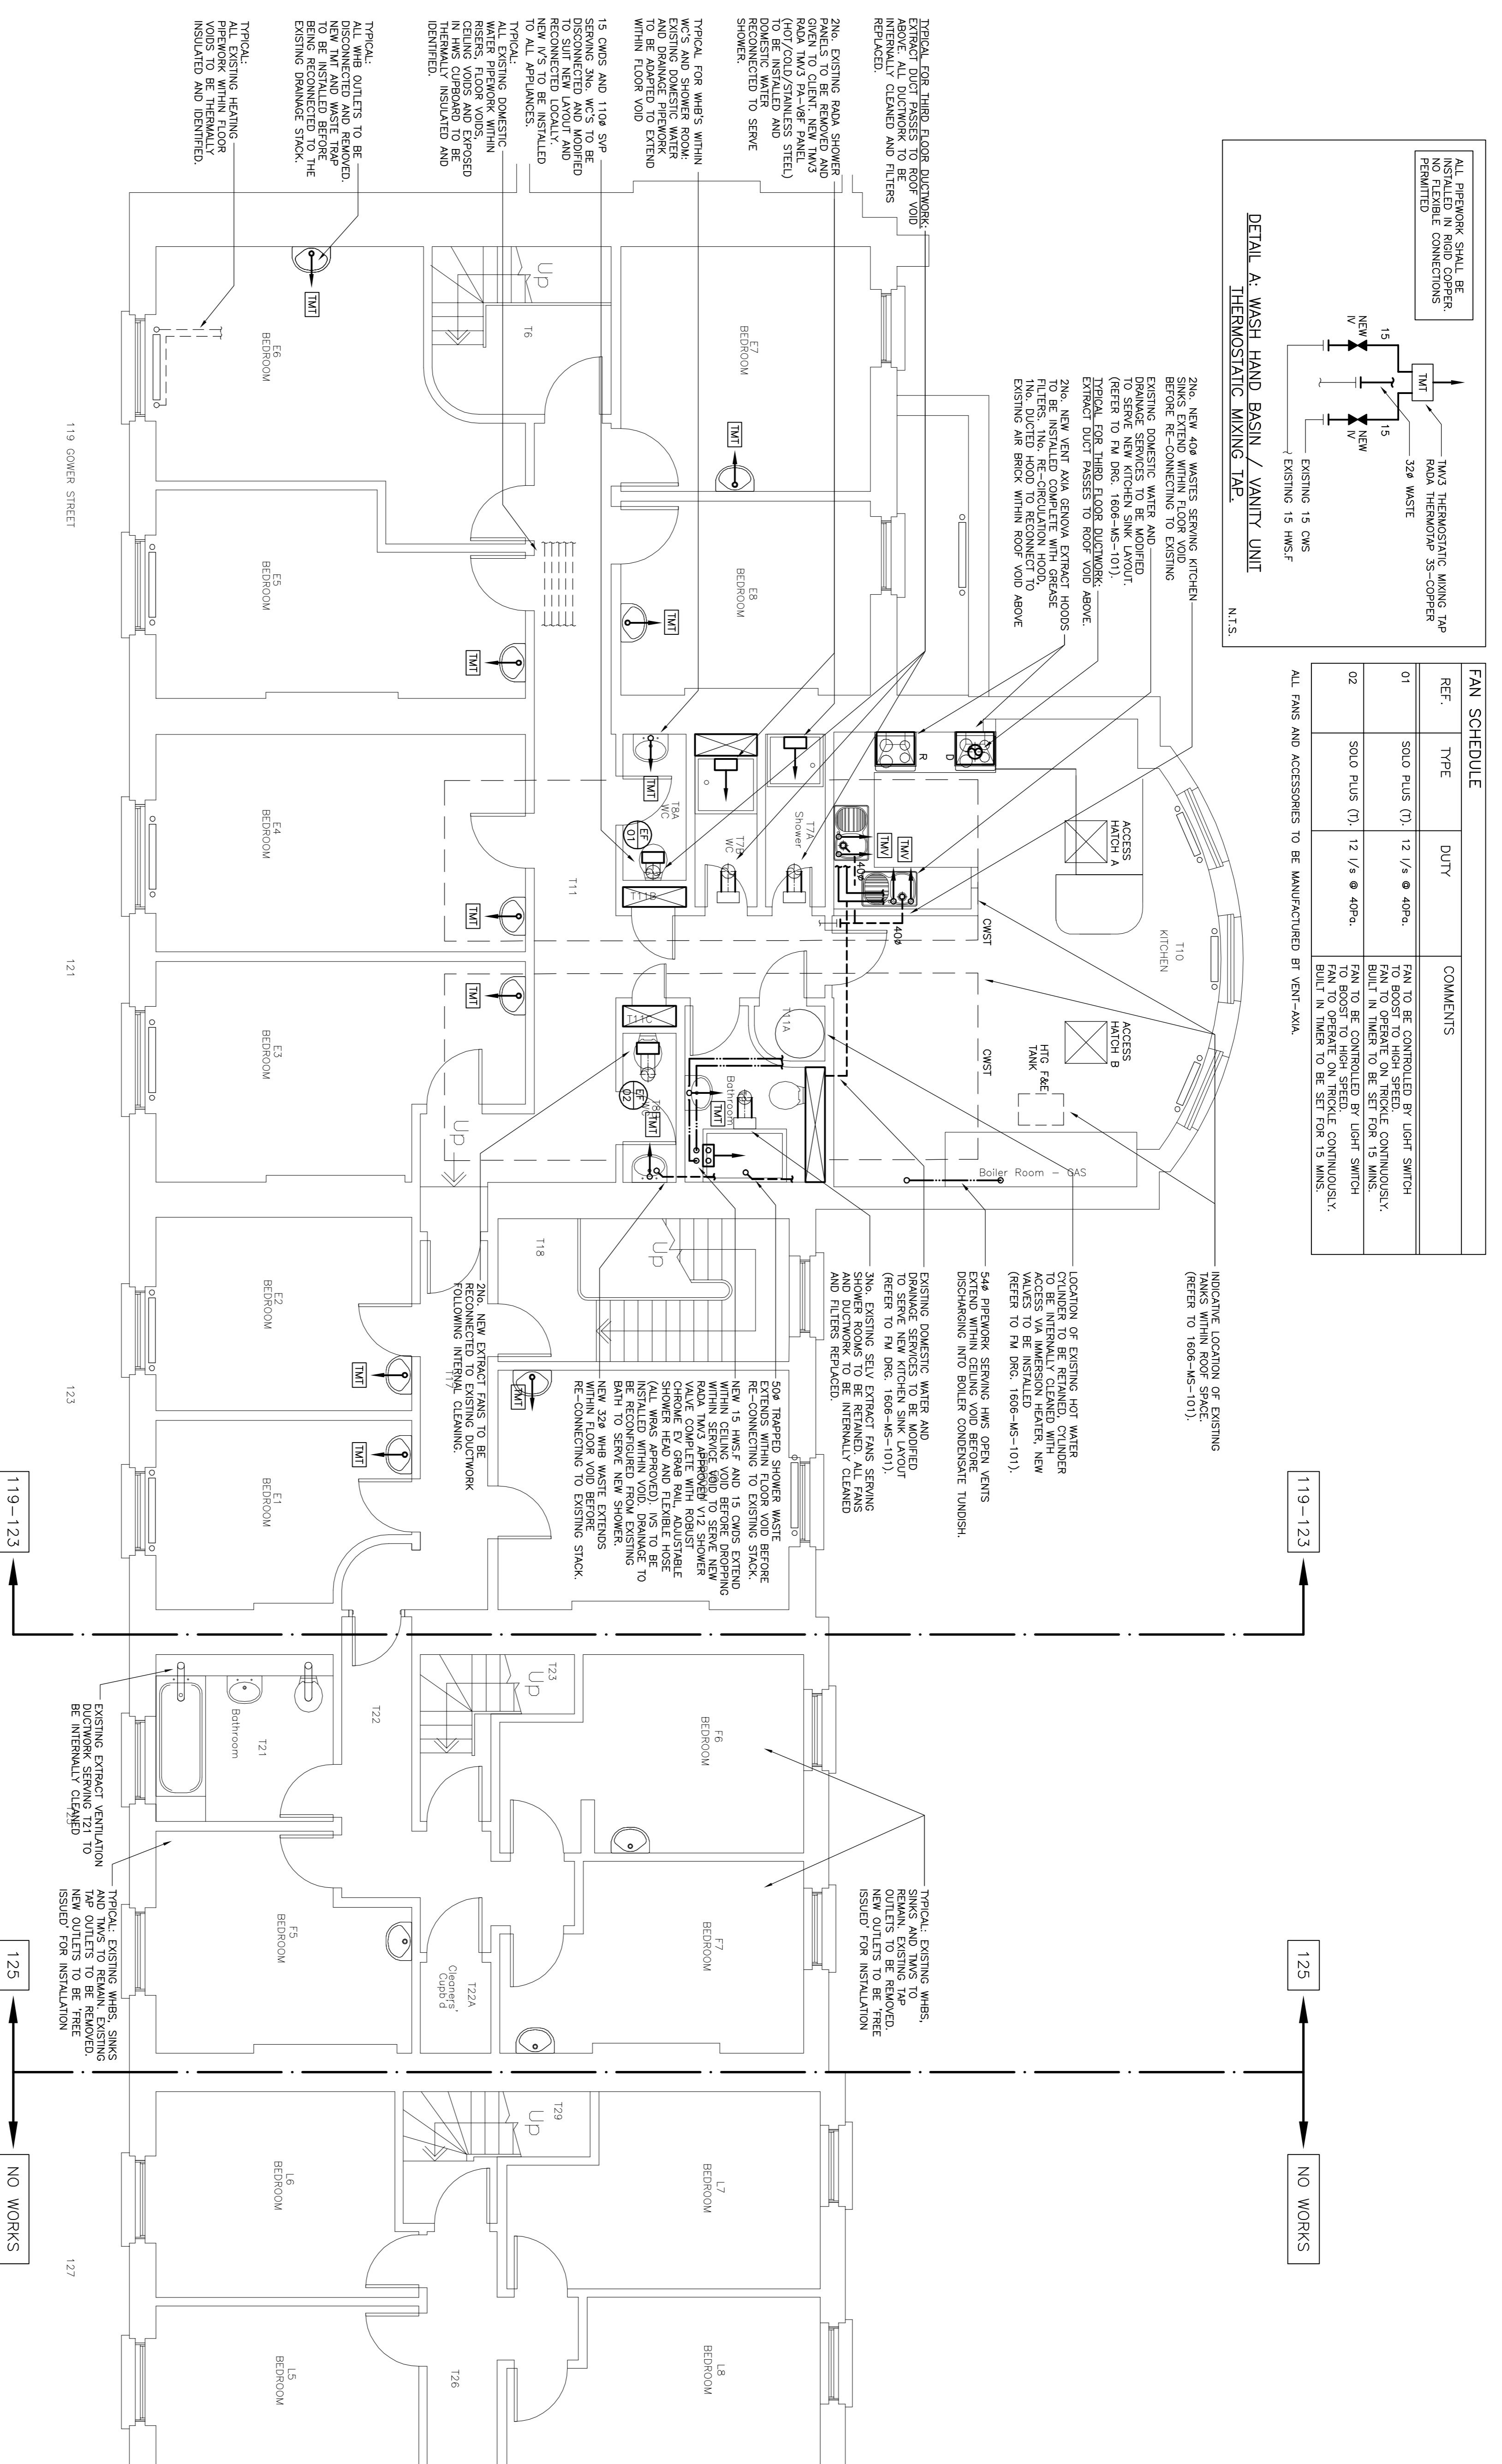 ALL PIPEWORK SHALL BE
INSTALLED IN RIGID COPPER.
NO FLEXIBLE CONNECTIONS
PERMITTED
TMT
15
15
NEW
IV
NEW
IV
TMV3 THERMOSTATIC MIXING TAP
RADA THERMOTAP 3S-COPPER
32ø WASTE
EXISTING 15 CWS
EXISTING 15 HWS.F
DETAIL A: WASH HAND BASIN / VANITY UNIT
THERMOSTATIC MIXING TAP.
N.T.S.
FAN SCHEDULE
REF.
TYPE
DUTY
COMMENTS
01
SOLO PLUS (T).
12 l/s @ 40Pa.
FAN TO BE CONTROLLED BY LIGHT SWITCH
TO BOOST TO HIGH SPEED.
FAN TO OPERATE ON TRICKLE CONTINUOUSLY.
BUILT IN TIMER TO BE SET FOR 15 MINS.
02
SOLO PLUS (T).
12 l/s @ 40Pa.
FAN TO BE CONTROLLED BY LIGHT SWITCH
TO BOOST TO HIGH SPEED.
FAN TO OPERATE ON TRICKLE CONTINUOUSLY.
BUILT IN TIMER TO BE SET FOR 15 MINS.
ALL FANS AND ACCESSORIES TO BE MANUFACTURED BT VENT-AXIA.
2No. NEW 40ø WASTES SERVING KITCHEN
SINKS EXTEND WITHIN FLOOR VOID
BEFORE RE-CONNECTING TO EXISTING
EXISTING DOMESTIC WATER AND
DRAINAGE SERVICES TO BE MODIFIED
TO SERVE NEW KITCHEN SINK LAYOUT.
(REFER TO FM DRG. 1606-MS-101).
TYPICAL FOR THIRD FLOOR DUCTWORK:
EXTRACT DUCT PASSES TO ROOF VOID ABOVE.
2No. NEW VENT AXIA GENOVA EXTRACT HOODS
TO BE INSTALLED COMPLETE WITH GREASE
FILTERS. 1No. RE-CIRCULATION HOOD,
1No. DUCTED HOOD TO RECONNECT TO
EXISTING AIR BRICK WITHIN ROOF VOID ABOVE
TYPICAL FOR THIRD FLOOR DUCTWORK:
EXTRACT DUCT PASSES TO ROOF VOID
ABOVE. ALL DUCTWORK TO BE
INTERNALLY CLEANED AND FILTERS
REPLACED.
2No. EXISTING RADA SHOWER
PANELS TO BE REMOVED AND
GIVEN TO CLIENT. NEW TMV3
RADA TMV3 PA-V8F PANEL
(HOT/COLD/STAINLESS STEEL)
TO BE INSTALLED AND
DOMESTIC WATER
RECONNECTED TO SERVE
SHOWER.
TYPICAL FOR WHB'S WITHIN
WC'S AND SHOWER ROOM:
EXISTING DOMESTIC WATER
AND DRAINAGE PIPEWORK
TO BE ADAPTED TO EXTEND
WITHIN FLOOR VOID
15 CWDS AND 110ø SVP
SERVING 3No. WC'S TO BE
DISCONNECTED AND MODIFIED
TO SUIT NEW LAYOUT AND
RECONNECTED LOCALLY.
NEW IV'S TO BE INSTALLED
TO ALL APPLIANCES.
TYPICAL:
ALL EXISTING DOMESTIC
WATER PIPEWORK WITHIN
RISERS, FLOOR VOIDS,
CEILING VOIDS AND EXPOSED
IN HWS CUPBOARD TO BE
THERMALLY INSULATED AND
IDENTIFIED.
TYPICAL:
ALL WHB OUTLETS TO BE
DISCONNECTED AND REMOVED.
NEW TMT AND WASTE TRAP
TO BE INSTALLED BEFORE
BEING RECONNECTED TO THE
EXISTING DRAINAGE STACK.
TYPICAL:
ALL EXISTING HEATING
PIPEWORK WITHIN FLOOR
VOIDS TO BE THERMALLY
INSULATED AND IDENTIFIED.
INDICATIVE LOCATION OF EXISTING
TANKS WITHIN ROOF SPACE.
(REFER TO 1606-MS-101).
LOCATION OF EXISTING HOT WATER
CYLINDER TO BE RETAINED, CYLINDER
TO BE INTERNALLY CLEANED WITH
ACCESS VIA IMMERSION HEATER, NEW
VALVES TO BE INSTALLED
(REFER TO FM DRG. 1606-MS-101).
54ø PIPEWORK SERVING HWS OPEN VENTS
EXTEND WITHIN CEILING VOID BEFORE
DISCHARGING INTO BOILER CONDENSATE TUNDISH.
EXISTING DOMESTIC WATER AND
DRAINAGE SERVICES TO BE MODIFIED
TO SERVE NEW KITCHEN SINK LAYOUT
(REFER TO FM DRG. 1606-MS-101).
3No. EXISTING SELV EXTRACT FANS SERVING
SHOWER ROOMS TO BE RETAINED. ALL FANS
AND DUCTWORK TO BE INTERNALLY CLEANED
AND FILTERS REPLACED.
50ø TRAPPED SHOWER WASTE
EXTENDS WITHIN FLOOR VOID BEFORE
RE-CONNECTING TO EXISTING STACK.
NEW 15 HWS.F AND 15 CWDS EXTEND
WITHIN CEILING VOID BEFORE DROPPING
WITHIN SERVICE VOID TO SERVE NEW
RADA TMV3 APPROVED V12 SHOWER
VALVE COMPLETE WITH ROBUST
CHROME EV GRAB RAIL, ADJUSTABLE
SHOWER HEAD AND FLEXIBLE HOSE
(ALL WRAS APPROVED). IVS TO BE
INSTALLED WITHIN VOID. DRAINAGE TO
BE RECONFIGURED FROM EXISTING
BATH TO SERVE NEW SHOWER.
NEW 32ø WHB WASTE EXTENDS
WITHIN FLOOR VOID BEFORE
RE-CONNECTING TO EXISTING STACK.
2No. NEW EXTRACT FANS TO BE
RECONNECTED TO EXISTING DUCTWORK
FOLLOWING INTERNAL CLEANING.
TYPICAL: EXISTING WHBS,
SINKS AND TMVS TO
REMAIN. EXISTING TAP
OUTLETS TO BE REMOVED.
NEW OUTLETS TO BE 'FREE
ISSUED' FOR INSTALLATION
EXISTING EXTRACT VENTILATION
DUCTWORK SERVING T21 TO
BE INTERNALLY CLEANED
TYPICAL: EXISTING WHBS, SINKS
AND TMVS TO REMAIN. EXISTING
TAP OUTLETS TO BE REMOVED.
NEW OUTLETS TO BE 'FREE
ISSUED' FOR INSTALLATION
119-123
125
NO WORKS
119-123
125
NO WORKS
T10
KITCHEN
ACCESS
HATCH A
ACCESS
HATCH B
HTG F&E
TANK
CWST
CWST
Boiler Room - GAS
R
D
TMV
TMV
40ø
40ø
T7A
Shower
T7B
WC
T8A
WC
TMT
EF
01
T11B
T11C
T11A
Bathroom
TMT
EF
02
WC
TMT
T11
Up
T6
Up
E7
BEDROOM
TMT
E8
BEDROOM
TMT
E6
BEDROOM
TMT
E5
BEDROOM
TMT
E4
BEDROOM
TMT
E3
BEDROOM
TMT
T18
Up
T17
TMT
E2
BEDROOM
TMT
E1
BEDROOM
TMT
T23
Up
T22
T21
Bathroom
F6
BEDROOM
F7
BEDROOM
F5
BEDROOM
T22A
Cleaners'
Cupb'd
T29
Up
T26
L7
BEDROOM
L8
BEDROOM
L6
BEDROOM
L5
BEDROOM
119 GOWER STREET
121
123
127